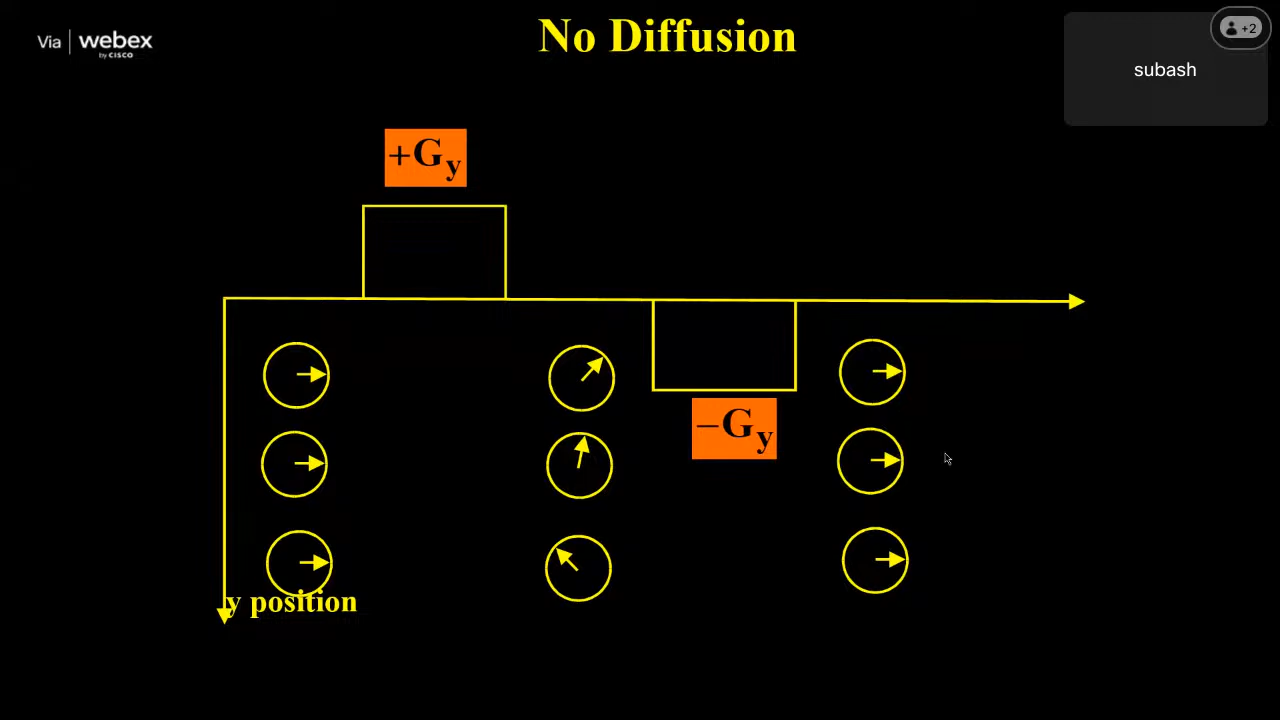 Via | webex
by CISCO
No Diffusion
+2
subash
+Gy
−Gy
y position